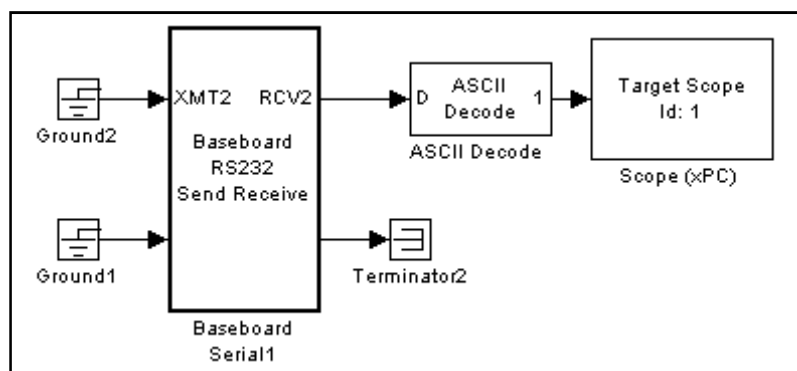 XMT2 RCV2
Baseboard
RS232
Send Receive
D ASCII 1
Decode
Target Scope
Id: 1
Ground2
ASCII Decode
Scope (xPC)
Ground1
Terminator2
Baseboard
Serial1